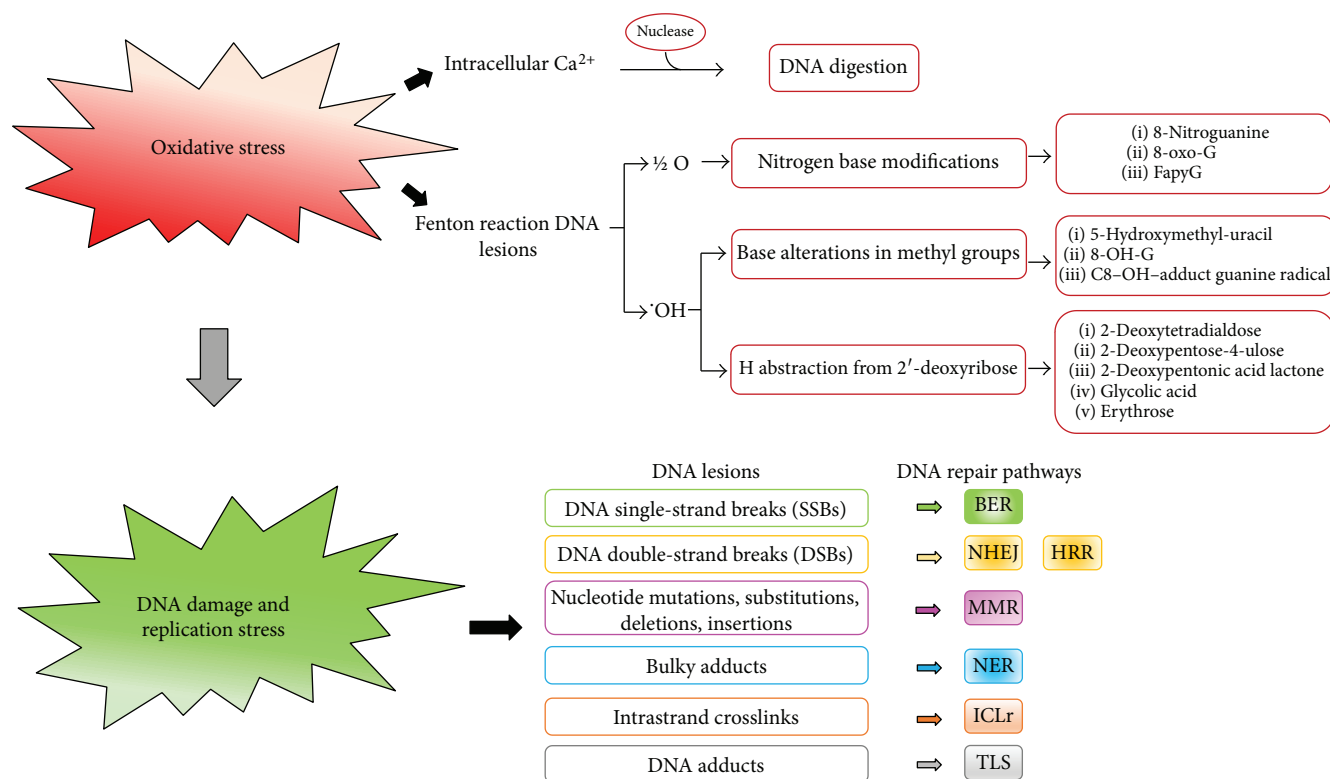 Nuclease
Intracellular Ca²⁺
DNA digestion
Oxidative stress
Fenton reaction DNA
lesions
½ O
Nitrogen base modifications
(i) 8-Nitroguanine
(ii) 8-oxo-G
(iii) FapyG
·OH
Base alterations in methyl groups
(i) 5-Hydroxymethyl-uracil
(ii) 8-OH-G
(iii) C8–OH–adduct guanine radical
H abstraction from 2′-deoxyribose
(i) 2-Deoxytetradialdose
(ii) 2-Deoxypentose-4-ulose
(iii) 2-Deoxypentonic acid lactone
(iv) Glycolic acid
(v) Erythrose
DNA damage and
replication stress
DNA lesions
DNA repair pathways
DNA single-strand breaks (SSBs)
BER
DNA double-strand breaks (DSBs)
NHEJ
HRR
Nucleotide mutations, substitutions,
deletions, insertions
MMR
Bulky adducts
NER
Intrastrand crosslinks
ICLr
DNA adducts
TLS